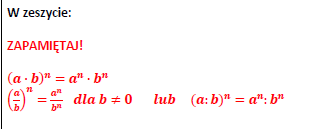 W zeszycie:
ZAPAMIĘTAJ!
(a · b)ⁿ = aⁿ · bⁿ
(a/b)ⁿ = aⁿ/bⁿ dla b ≠ 0 lub (a: b)ⁿ = aⁿ: bⁿ